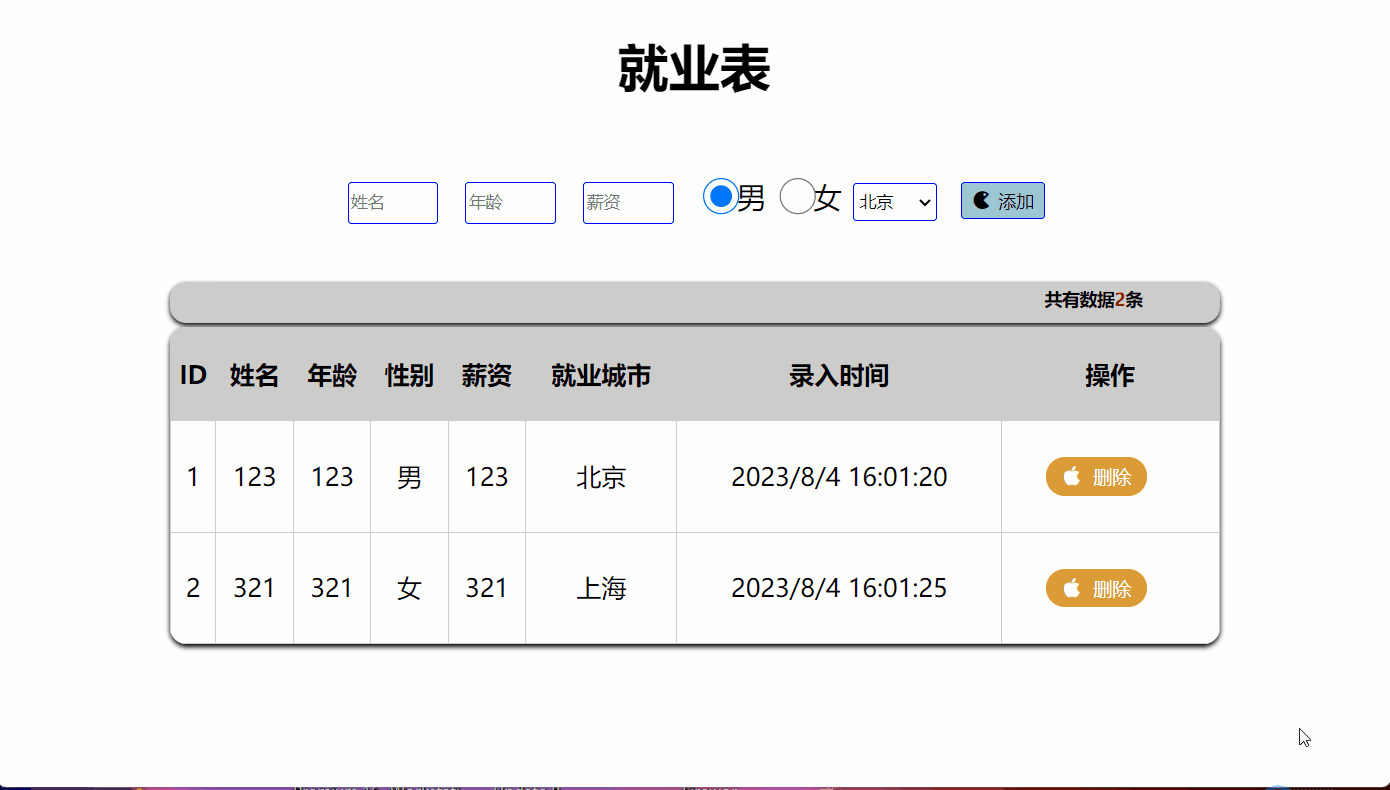 就业表
姓名 年龄 薪资 男 女 北京 添加
共有数据2条
ID 姓名 年龄 性别 薪资 就业城市 录入时间 操作
1 123 123 男 123 北京 2023/8/4 16:01:20 删除
2 321 321 女 321 上海 2023/8/4 16:01:25 删除